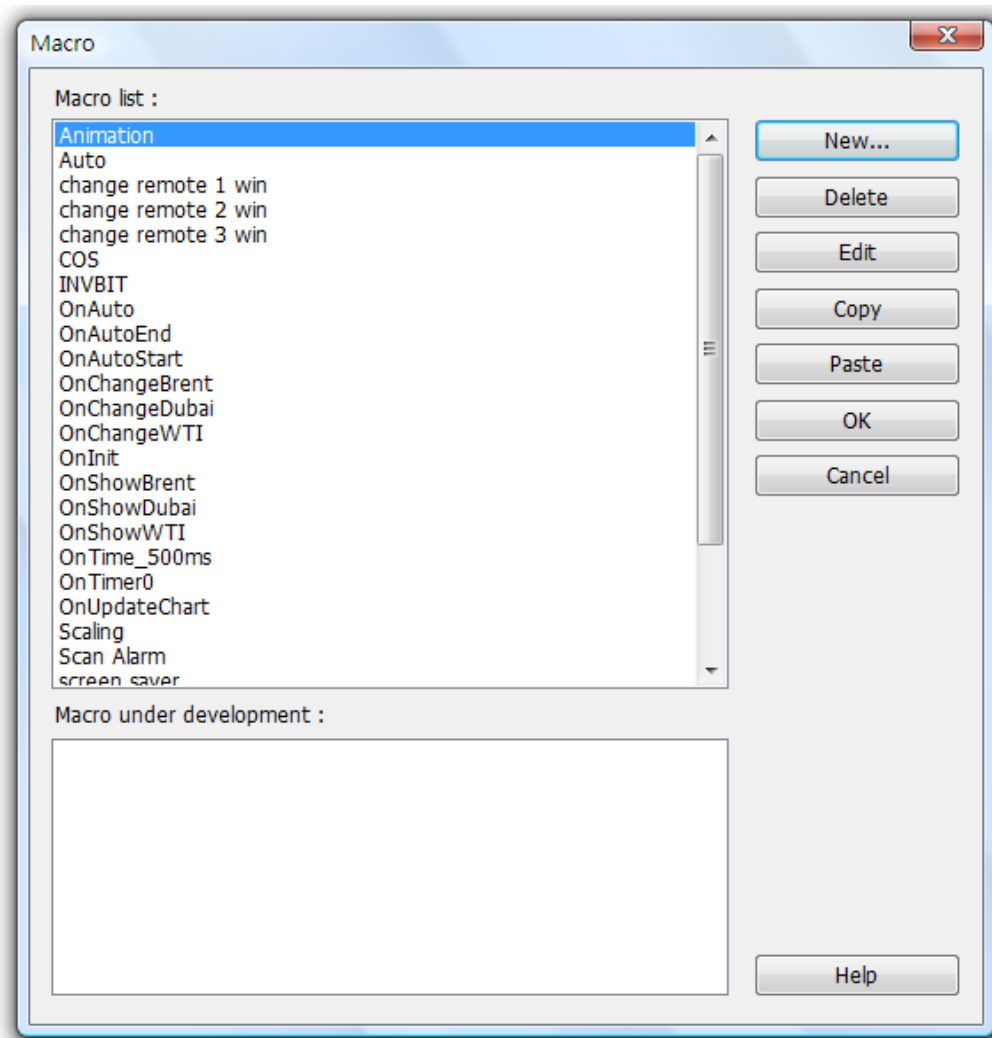 Macro
Macro list :
Animation
Auto
change remote 1 win
change remote 2 win
change remote 3 win
COS
INVBIT
OnAuto
OnAutoEnd
OnAutoStart
OnChangeBrent
OnChangeDubai
OnChangeWTI
OnInit
OnShowBrent
OnShowDubai
OnShowWTI
OnTime_500ms
OnTimer0
OnUpdateChart
Scaling
Scan Alarm
screen saver
New...
Delete
Edit
Copy
Paste
OK
Cancel
Macro under development :
Help